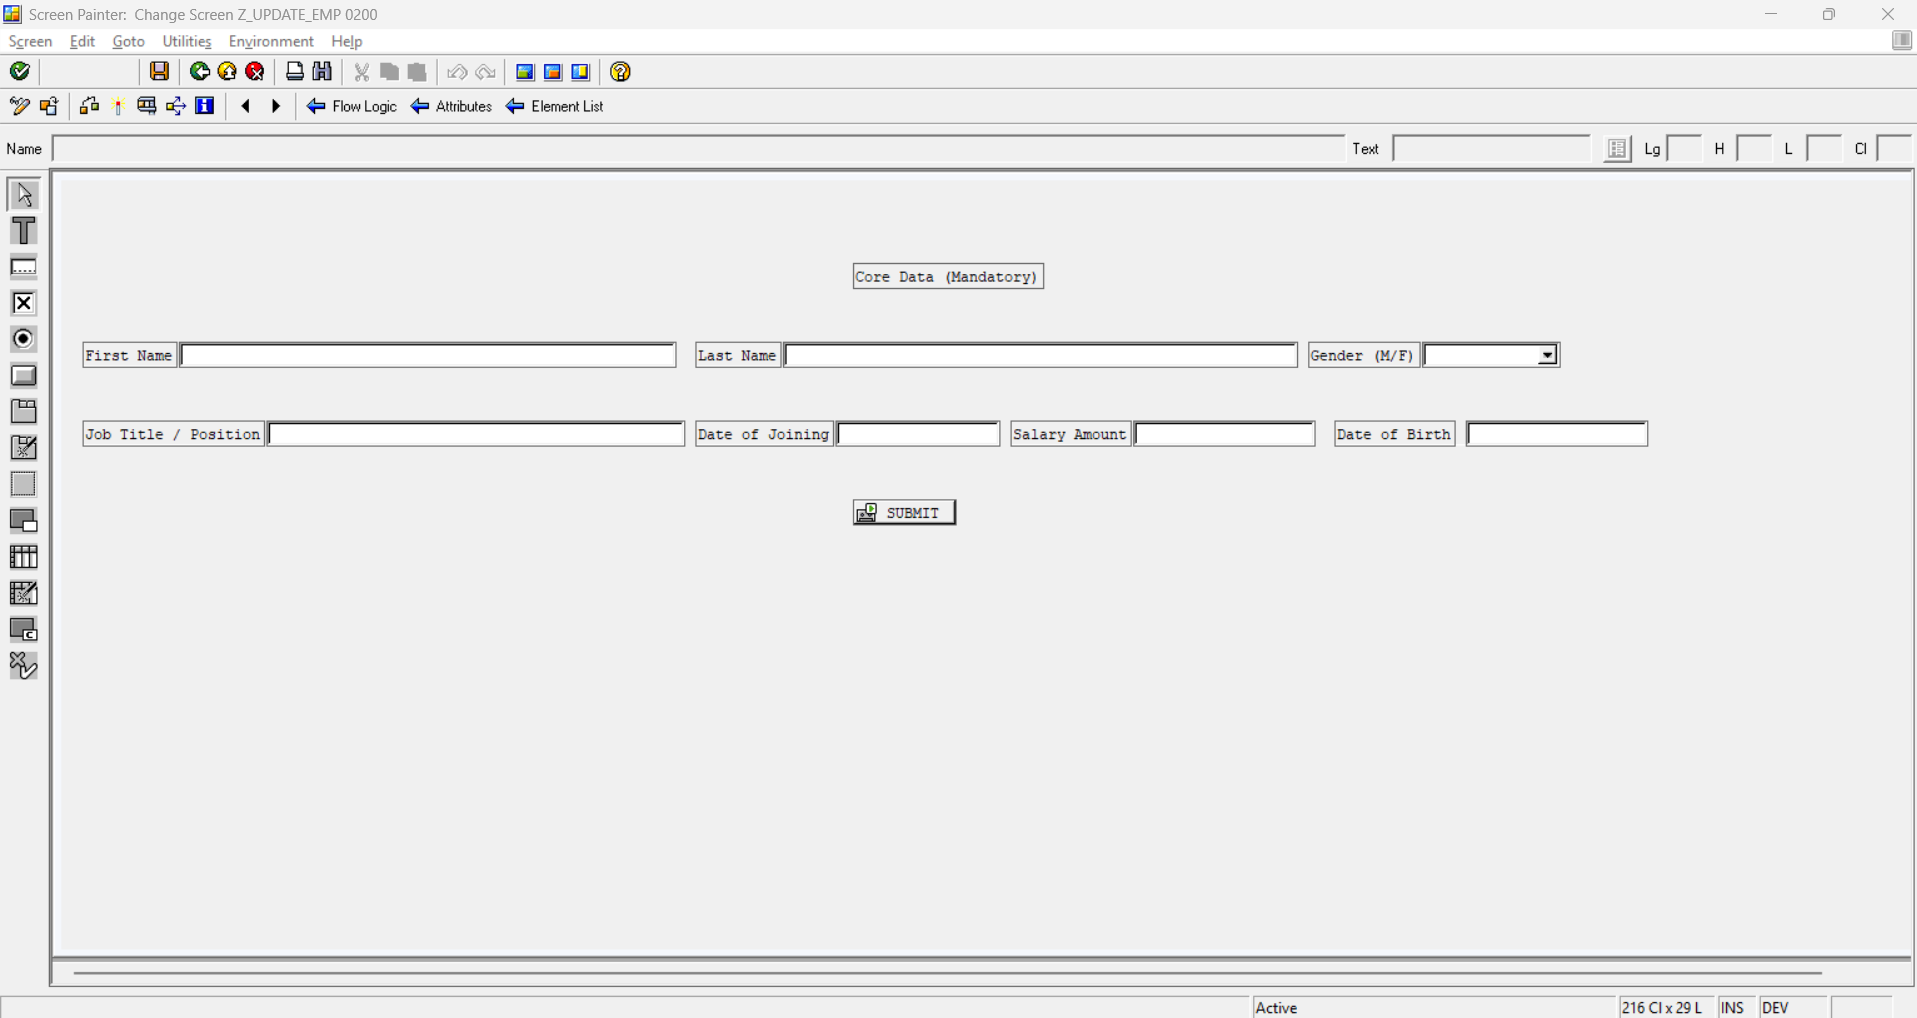 Screen Painter: Change Screen Z_UPDATE_EMP 0200
Screen Edit Goto Utilities Environment Help
Flow Logic Attributes Element List
Name Text Lg H L Cl
Core Data (Mandatory)
First Name Last Name Gender (M/F)
Job Title / Position Date of Joining Salary Amount Date of Birth
SUBMIT
Active 216 Cl x 29 L INS DEV